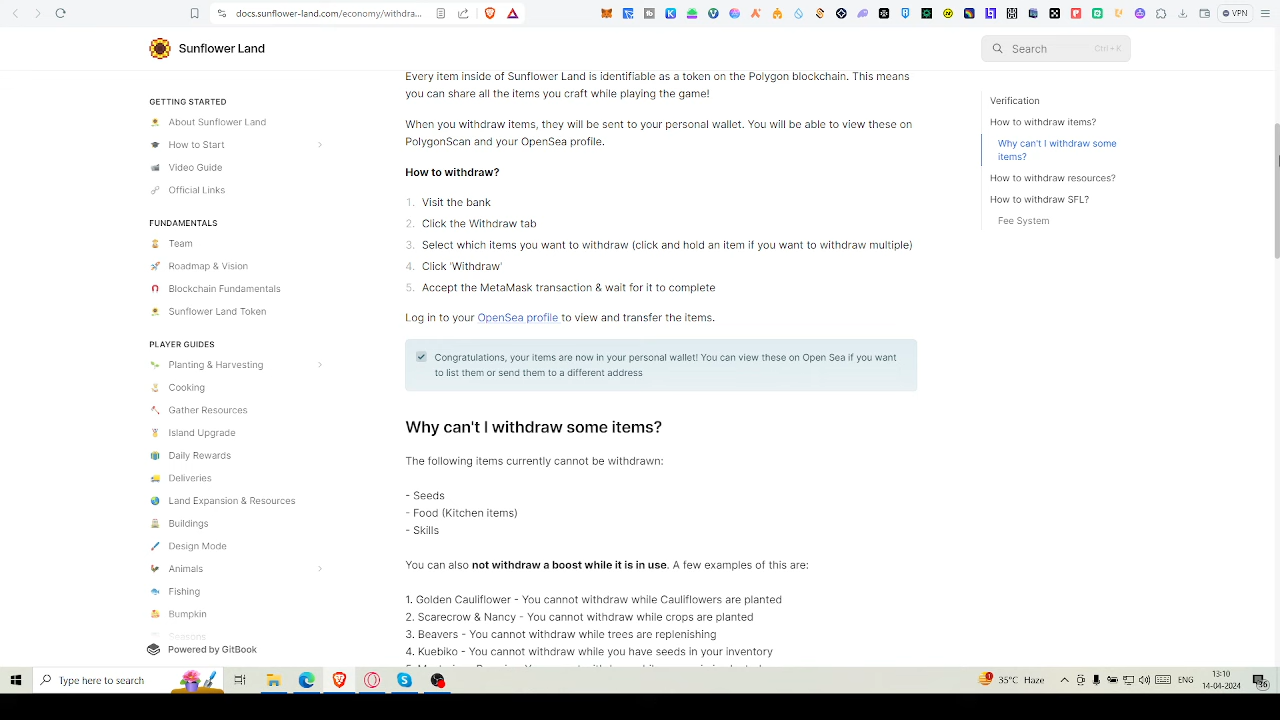 docs.sunflower-land.com/economy/withdra...
VPN
Sunflower Land
Search
Ctrl+K
GETTING STARTED
About Sunflower Land
How to Start
Video Guide
Official Links
FUNDAMENTALS
Team
Roadmap & Vision
Blockchain Fundamentals
Sunflower Land Token
PLAYER GUIDES
Planting & Harvesting
Cooking
Gather Resources
Island Upgrade
Daily Rewards
Deliveries
Land Expansion & Resources
Buildings
Design Mode
Animals
Fishing
Bumpkin
Seasons
Powered by GitBook
Every item inside of Sunflower Land is identifiable as a token on the Polygon blockchain. This means
you can share all the items you craft while playing the game!
When you withdraw items, they will be sent to your personal wallet. You will be able to view these on
PolygonScan and your OpenSea profile.
How to withdraw?
1. Visit the bank
2. Click the Withdraw tab
3. Select which items you want to withdraw (click and hold an item if you want to withdraw multiple)
4. Click 'Withdraw'
5. Accept the MetaMask transaction & wait for it to complete
Log in to your OpenSea profile to view and transfer the items.
Congratulations, your items are now in your personal wallet! You can view these on Open Sea if you want
to list them or send them to a different address
Why can't I withdraw some items?
The following items currently cannot be withdrawn:
- Seeds
- Food (Kitchen items)
- Skills
You can also not withdraw a boost while it is in use. A few examples of this are:
1. Golden Cauliflower - You cannot withdraw while Cauliflowers are planted
2. Scarecrow & Nancy - You cannot withdraw while crops are planted
3. Beavers - You cannot withdraw while trees are replenishing
4. Kuebiko - You cannot withdraw while you have seeds in your inventory
Verification
How to withdraw items?
Why can't I withdraw some
items?
How to withdraw resources?
How to withdraw SFL?
Fee System
Type here to search
35°C Haze
ENG
13:10
14-04-2024